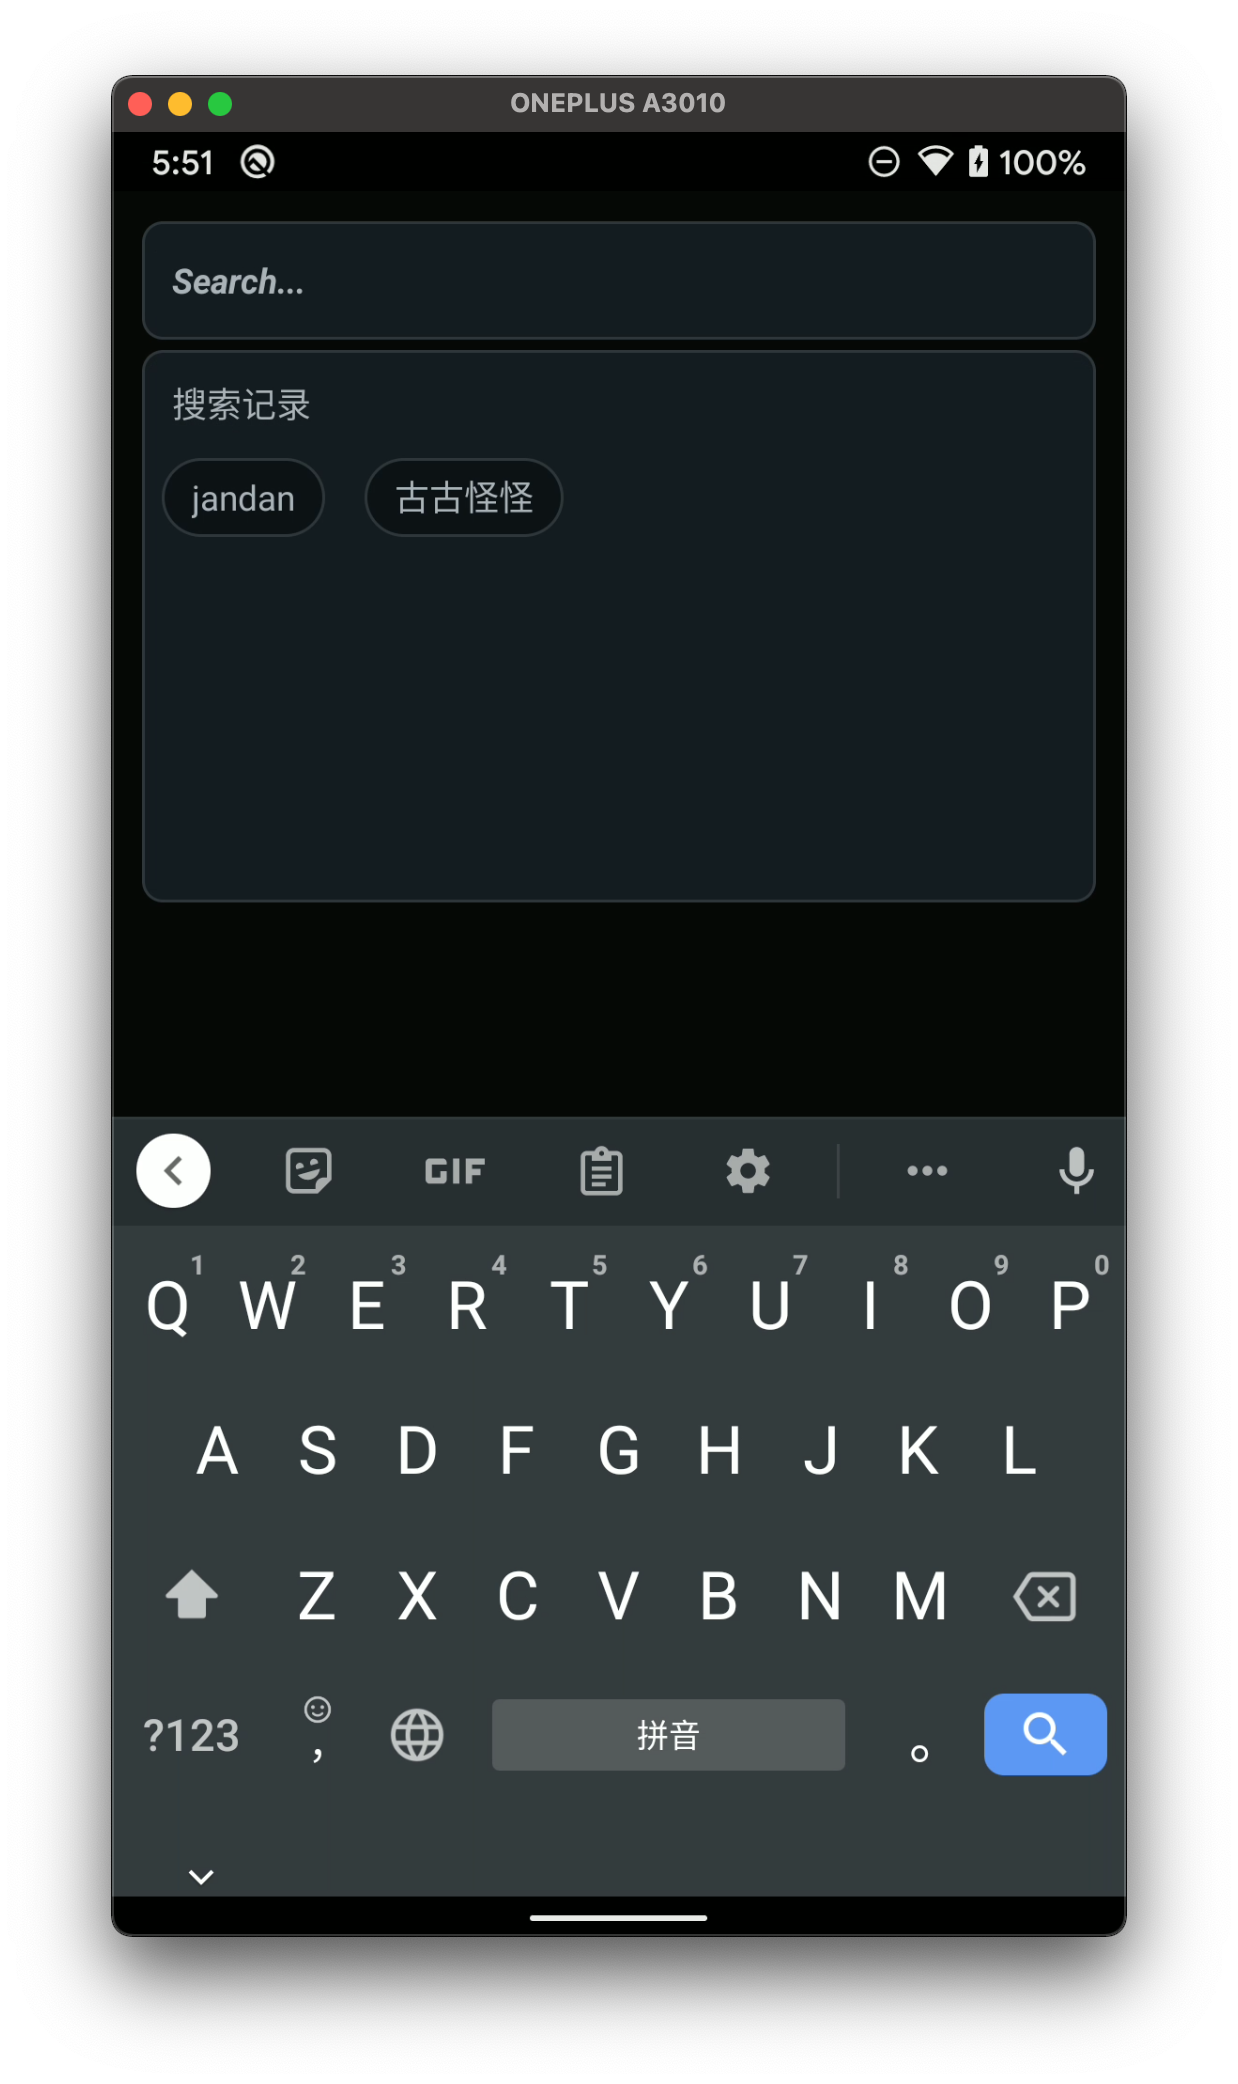 ONEPLUS A3010
5:51 100%
Search...
搜索记录
jandan 古古怪怪
GIF
1 2 3 4 5 6 7 8 9 0
Q W E R T Y U I O P
A S D F G H J K L
Z X C V B N M
?123 , 拼音 。